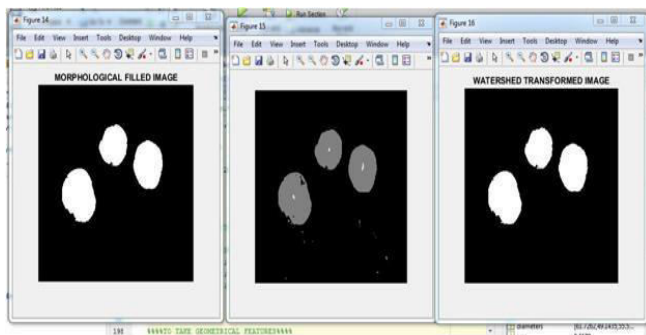 Run Section
Figure 14
File Edit View Insert Tools Desktop Window Help
MORPHOLOGICAL FILLED IMAGE
Figure 15
File Edit View Insert Tools Desktop Window Help
Figure 16
File Edit View Insert Tools Desktop Window Help
WATERSHED TRANSFORMED IMAGE
198 %%%%TO TAKE GEOMETRICAL FEATURES%%%%
diameter)